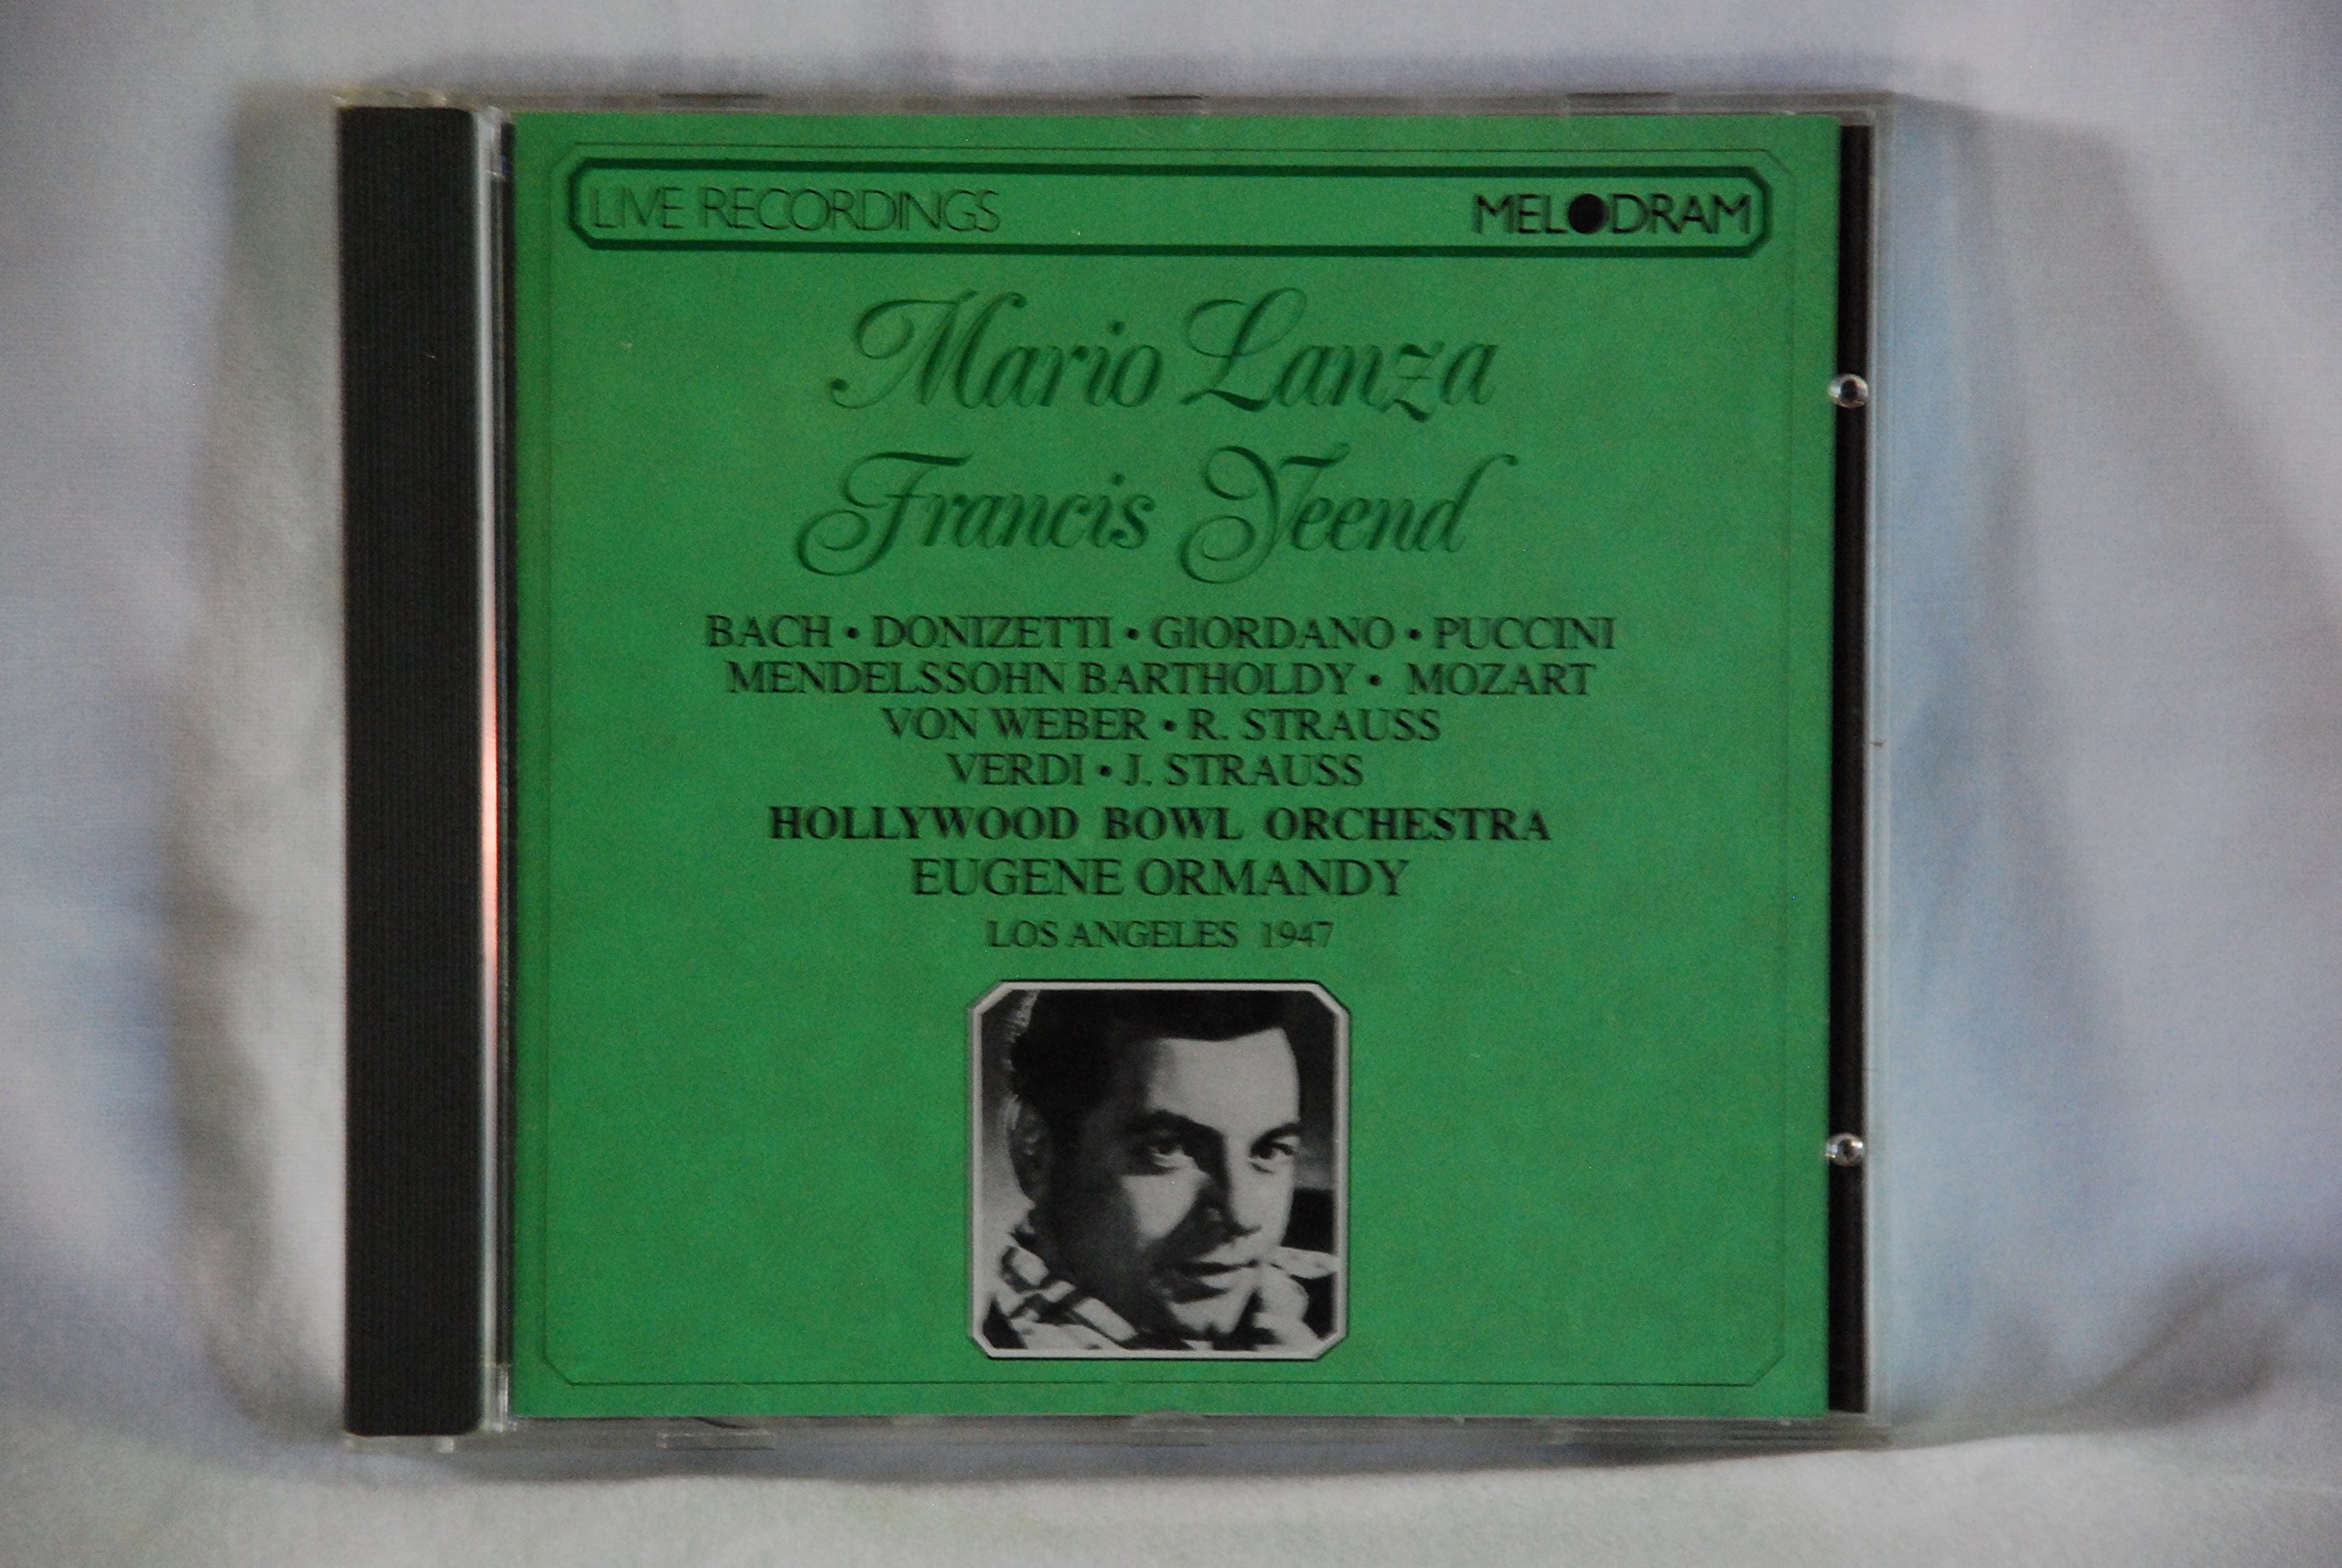 LIVE RECORDINGS MELODRAM
Mario Lanza
Francis Yeend
BACH • DONIZETTI • GIORDANO • PUCCINI
MENDELSSOHN BARTHOLDY • MOZART
VON WEBER • R. STRAUSS
VERDI • J. STRAUSS
HOLLYWOOD BOWL ORCHESTRA
EUGENE ORMANDY
LOS ANGELES 1947